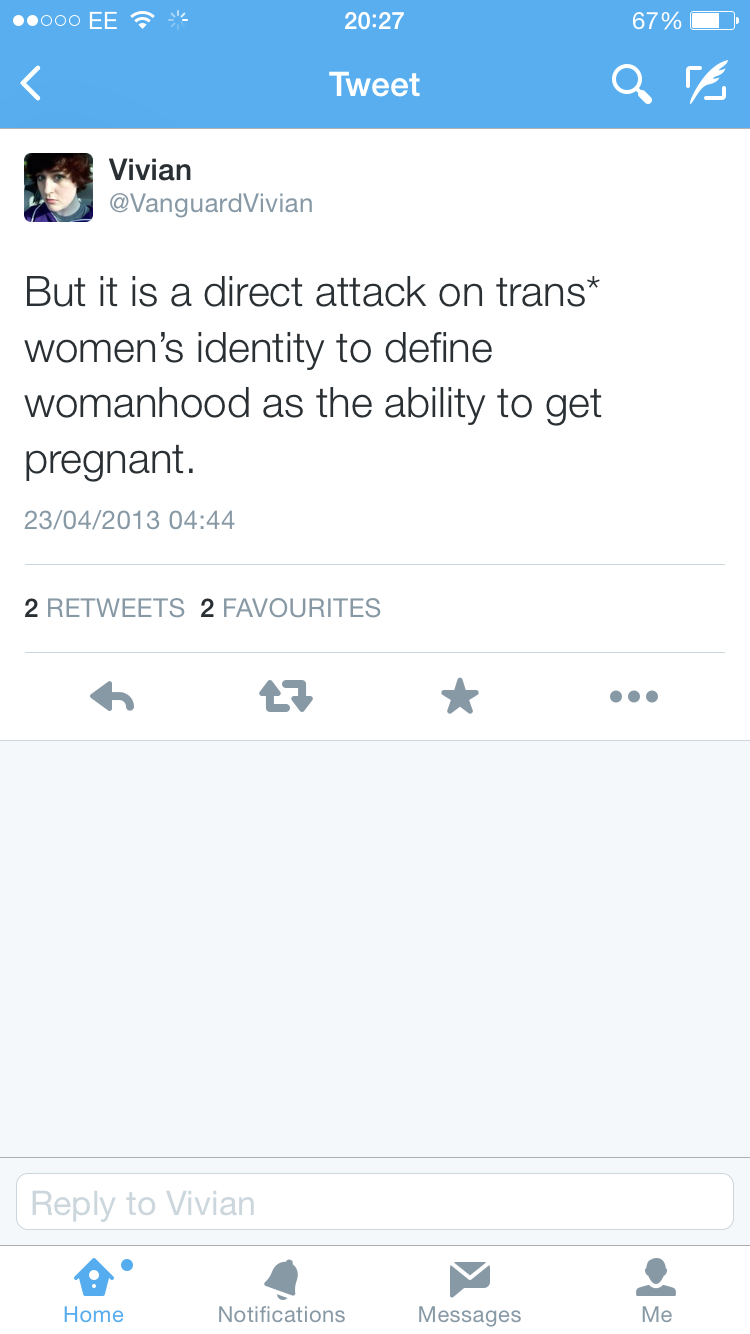 EE 20:27 67%
Tweet
Vivian
@VanguardVivian
But it is a direct attack on trans*
women’s identity to define
womanhood as the ability to get
pregnant.
23/04/2013 04:44
2 RETWEETS 2 FAVOURITES
Reply to Vivian
Home Notifications Messages Me